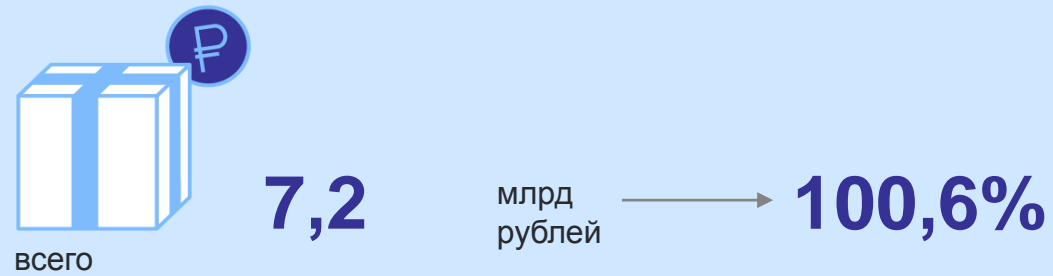 ₽
7,2
млрд
рублей
100,6%
всего